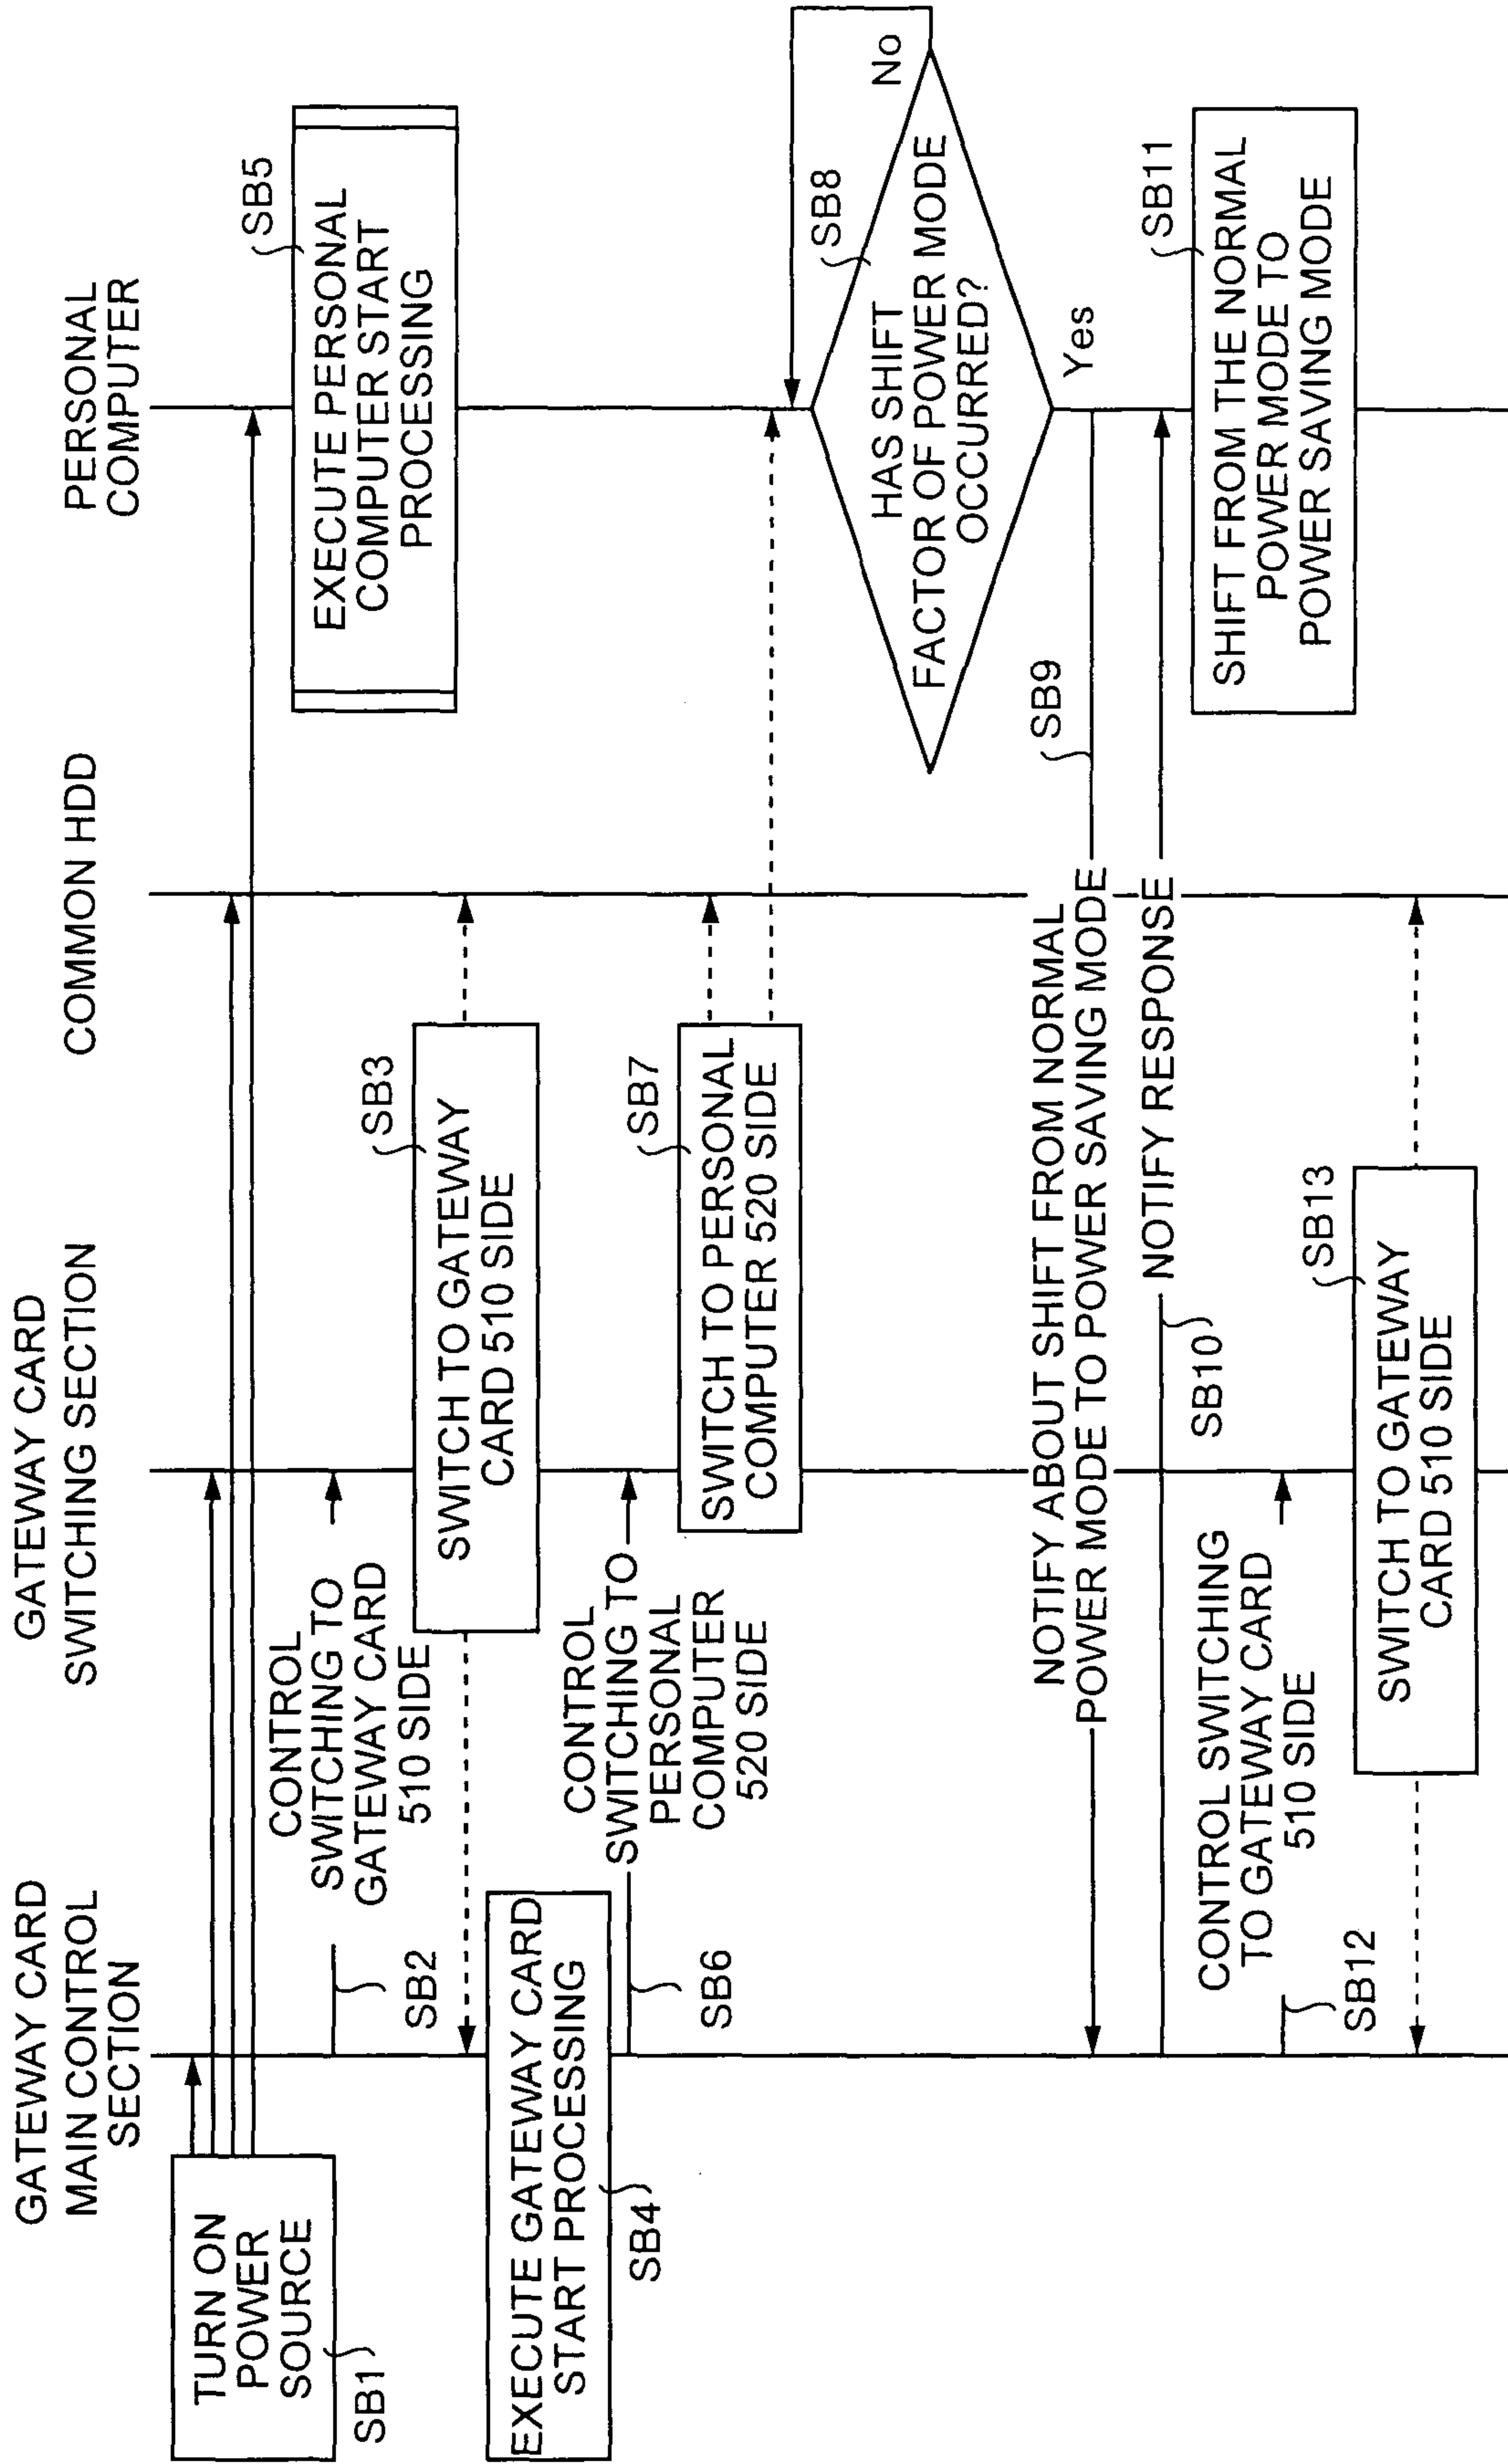 GATEWAY CARD
MAIN CONTROL
SECTION
GATEWAY CARD
SWITCHING SECTION
COMMON HDD
PERSONAL
COMPUTER
TURN ON
POWER
SOURCE
SB1
CONTROL
SWITCHING TO
GATEWAY CARD
510 SIDE
SB2
SWITCH TO GATEWAY
CARD 510 SIDE
SB3
EXECUTE GATEWAY CARD
START PROCESSING
SB4
EXECUTE PERSONAL
COMPUTER START
PROCESSING
SB5
CONTROL
SWITCHING TO
PERSONAL
COMPUTER
520 SIDE
SB6
SWITCH TO PERSONAL
COMPUTER 520 SIDE
SB7
HAS SHIFT
FACTOR OF POWER MODE
OCCURRED?
SB8
No
Yes
NOTIFY ABOUT SHIFT FROM NORMAL
POWER MODE TO POWER SAVING MODE
SB9
NOTIFY RESPONSE
SB10
SHIFT FROM THE NORMAL
POWER MODE TO
POWER SAVING MODE
SB11
CONTROL SWITCHING
TO GATEWAY CARD
510 SIDE
SB12
SWITCH TO GATEWAY
CARD 510 SIDE
SB13